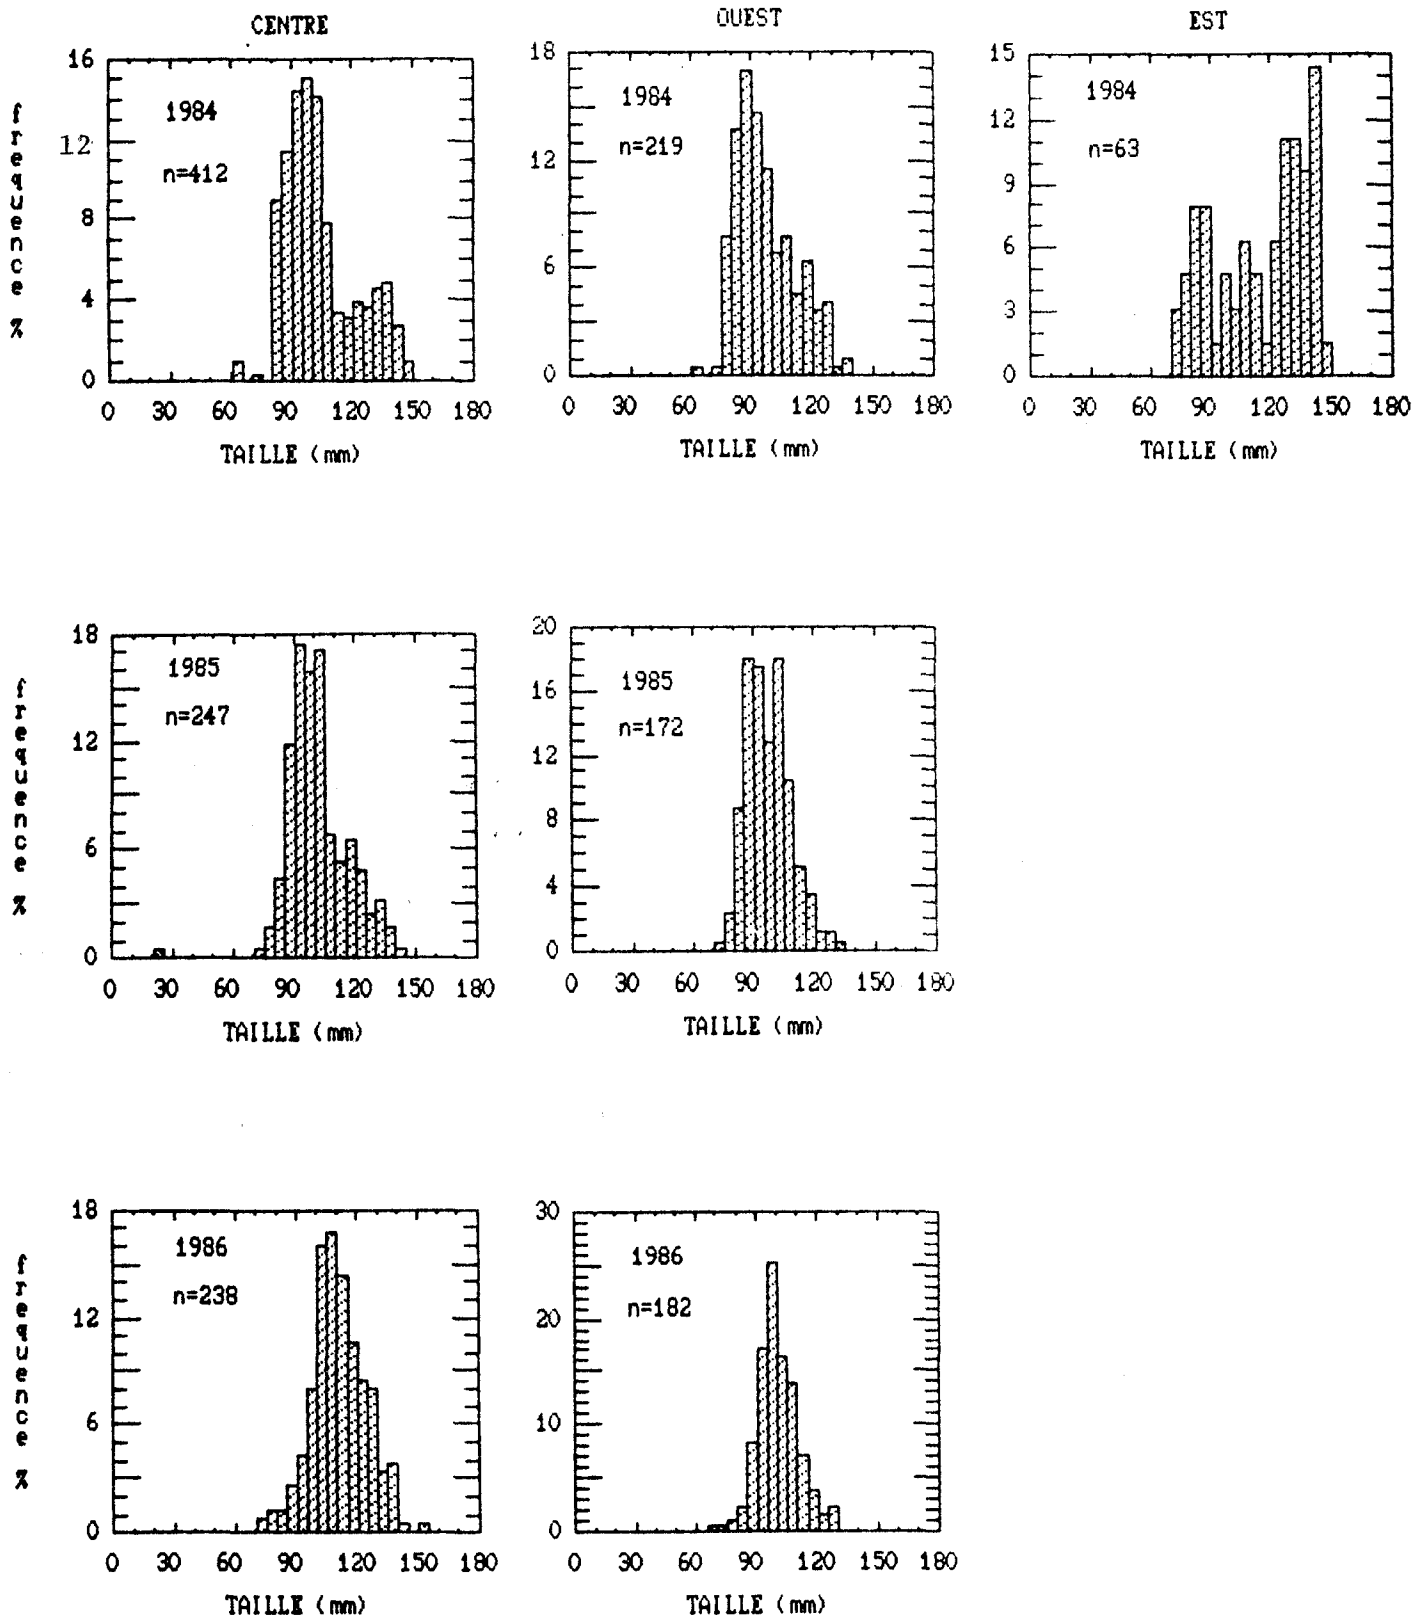 CENTRE OUEST EST
frequence %
16
12
8
4
0
1984
n=412
0 30 60 90 120 150 180
TAILLE (mm)
18
12
6
0
1984
n=219
0 30 60 90 120 150 180
TAILLE (mm)
15
12
9
6
3
0
1984
n=63
0 30 60 90 120 150 180
TAILLE (mm)
frequence %
18
12
6
0
1985
n=247
0 30 60 90 120 150 180
TAILLE (mm)
20
16
12
8
4
0
1985
n=172
0 30 60 90 120 150 180
TAILLE (mm)
frequence %
18
12
6
0
1986
n=238
0 30 60 90 120 150 180
TAILLE (mm)
30
20
10
0
1986
n=182
0 30 60 90 120 150 180
TAILLE (mm)